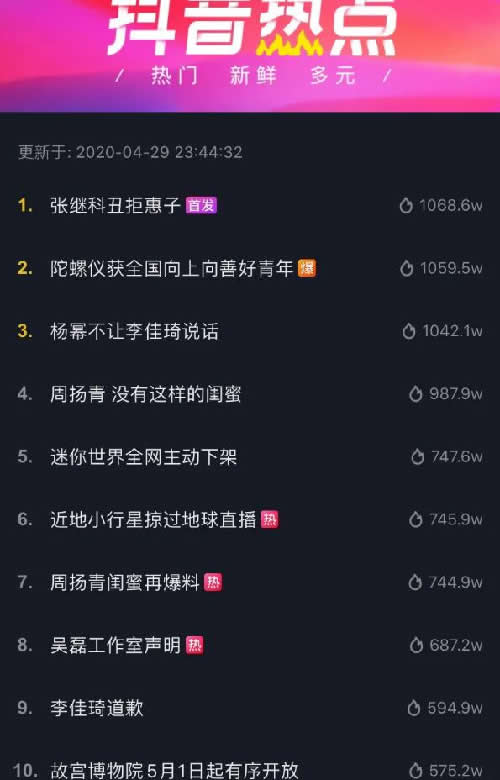 抖音热点
/ 热门 新鲜 多元 /
更新于: 2020-04-29 23:44:32
1. 张继科丑拒惠子 首发 1068.6w
2. 陀螺仪获全国向上向善好青年 爆 1059.5w
3. 杨幂不让李佳琦说话 1042.1w
4. 周扬青 没有这样的闺蜜 987.9w
5. 迷你世界全网主动下架 747.6w
6. 近地小行星掠过地球直播 热 745.9w
7. 周扬青闺蜜再爆料 热 744.9w
8. 吴磊工作室声明 热 687.2w
9. 李佳琦道歉 594.9w
10. 故宫博物院5月1日起有序开放 575.2w